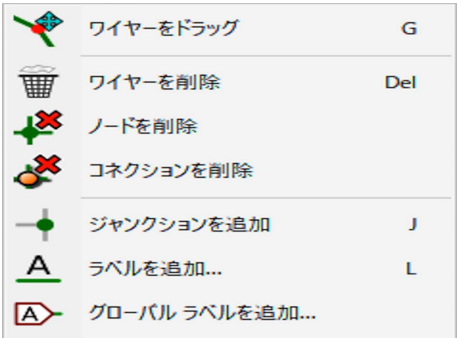 ワイヤーをドラッグ G
ワイヤーを削除 Del
ノードを削除
コネクションを削除
ジャンクションを追加 J
A ラベルを追加... L
A グローバル ラベルを追加...